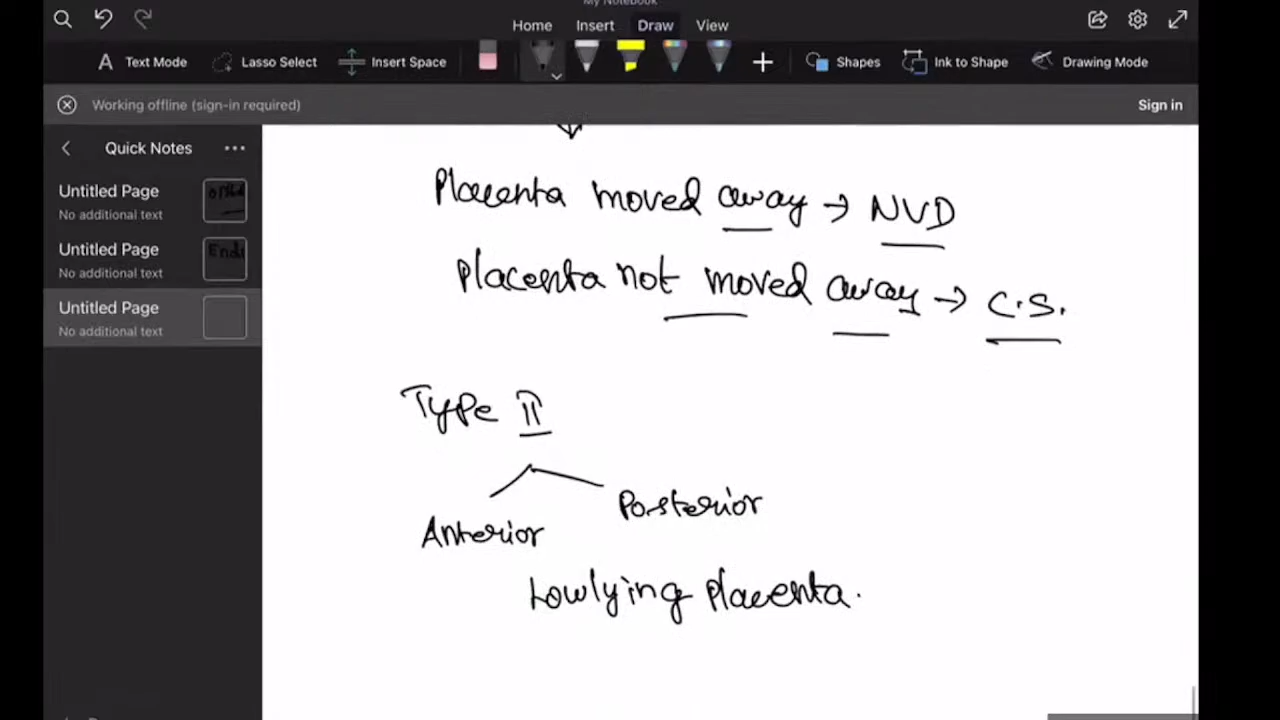 My Notebook
Home Insert Draw View
Text Mode Lasso Select Insert Space Shapes Ink to Shape Drawing Mode
Working offline (sign-in required) Sign in
Quick Notes
Untitled Page
No additional text
Untitled Page
No additional text
Untitled Page
No additional text
Placenta moved away → NVD
Placenta not moved away → C.S.
Type II
Anterior Posterior
Lowlying Placenta.